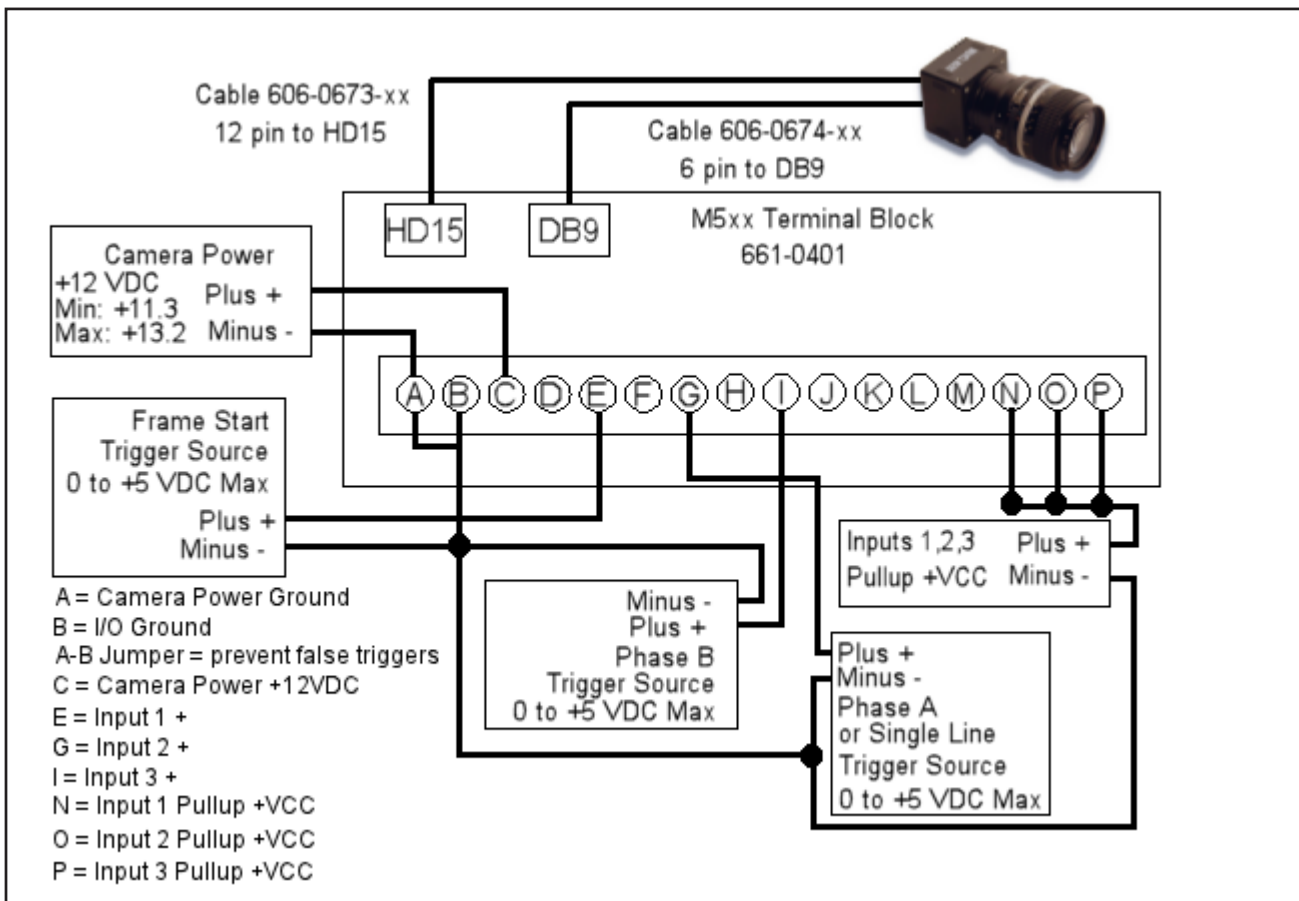 Cable 606-0673-xx
12 pin to HD15
Cable 606-0674-xx
6 pin to DB9
HD15
DB9
M5xx Terminal Block
661-0401
Camera Power
+12 VDC
Plus +
Min: +11.3
Max: +13.2
Minus -
A B C D E F G H I J K L M N O P
Frame Start
Trigger Source
0 to +5 VDC Max
Plus +
Minus -
Inputs 1,2,3
Plus +
Pullup +VCC
Minus -
Minus -
Plus +
Phase B
Trigger Source
0 to +5 VDC Max
Plus +
Minus -
Phase A
or Single Line
Trigger Source
0 to +5 VDC Max
A = Camera Power Ground
B = I/O Ground
A-B Jumper = prevent false triggers
C = Camera Power +12VDC
E = Input 1 +
G = Input 2 +
I = Input 3 +
N = Input 1 Pullup +VCC
O = Input 2 Pullup +VCC
P = Input 3 Pullup +VCC